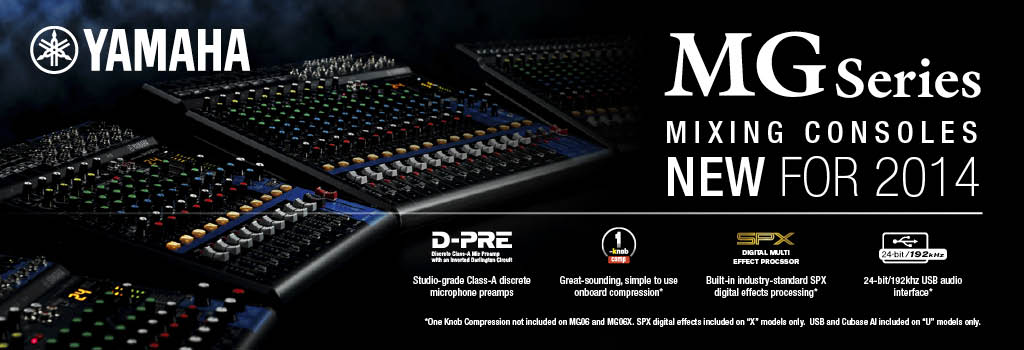 YAMAHA
MG Series
MIXING CONSOLES
NEW FOR 2014
D-PRE
Discrete Class-A Mic Preamp
with an Inverted Darlington Circuit
Studio-grade Class-A discrete
microphone preamps
1
-knob
comp
Great-sounding, simple to use
onboard compression*
SPX
DIGITAL MULTI
EFFECT PROCSSOR
Built-in industry-standard SPX
digital effects processing*
24-bit/192kHz
24-bit/192khz USB audio
interface*
*One Knob Compression not included on MG06 and MG06X. SPX digital effects included on "X" models only. USB and Cubase AI included on "U" models only.